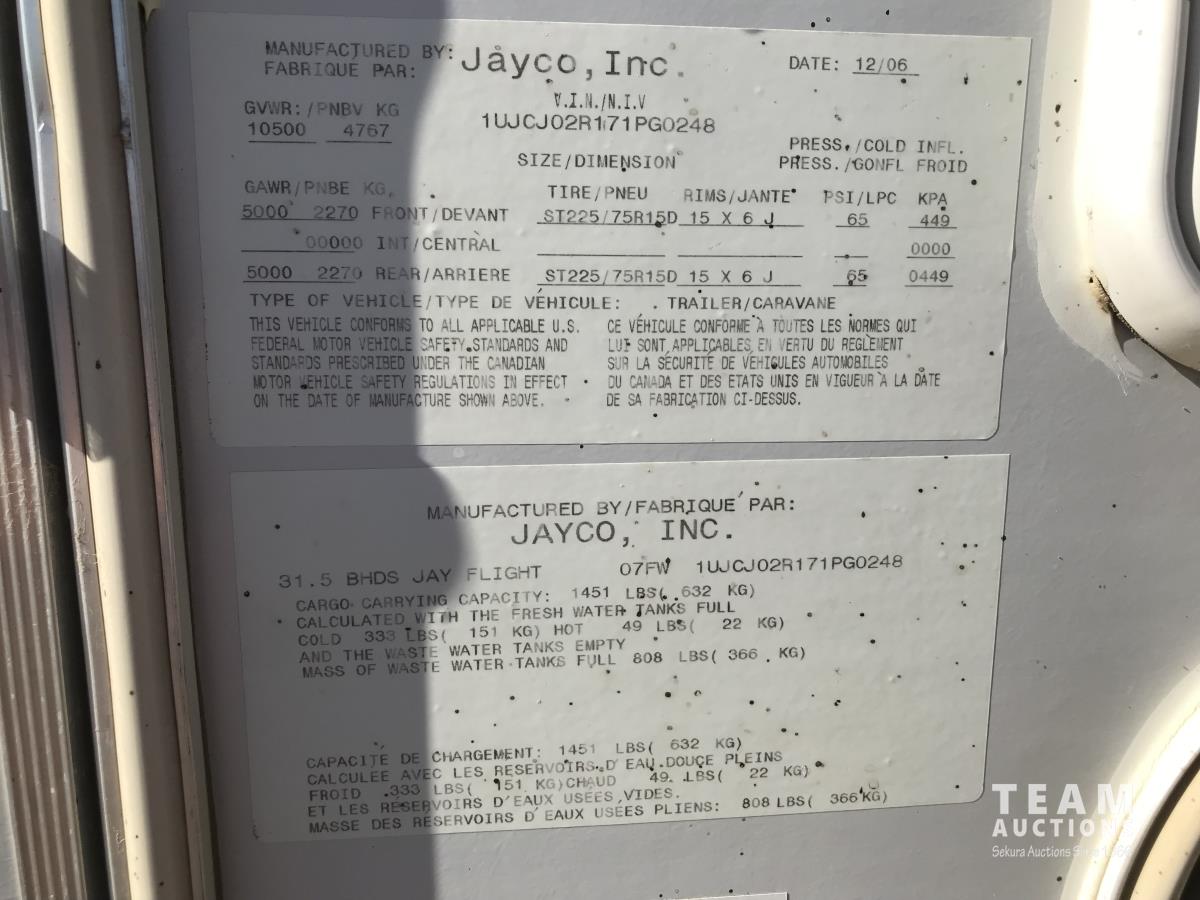 MANUFACTURED BY: Jayco, Inc. DATE: 12/06
FABRIQUE PAR:
GVWR:/PNBV KG V.I.N./N.I.V
10500 4767 1UJCJ02R171PG0248
PRESS./COLD INFL.
SIZE/DIMENSION PRESS./GONFL FROID
GAWR/PNBE KG. TIRE/PNEU RIMS/JANTE PSI/LPC KPA
5000 2270 FRONT/DEVANT ST225/75R15D 15 X 6 J 65 449
00000 INT/CENTRAL 0000
5000 2270 REAR/ARRIERE ST225/75R15D 15 X 6 J 65 0449
TYPE OF VEHICLE/TYPE DE VÉHICULE: TRAILER/CARAVANE
THIS VEHICLE CONFORMS TO ALL APPLICABLE U.S. CE VÉHICULE CONFORME À TOUTES LES NORMES QUI
FEDERAL MOTOR VEHICLE SAFETY STANDARDS AND LUI SONT APPLICABLES EN VERTU DU REGLEMENT
STANDARDS PRESCRIBED UNDER THE CANADIAN SUR LA SÉCURITÉ DE VÉHICULES AUTOMOBILES
MOTOR VEHICLE SAFETY REGULATIONS IN EFFECT DU CANADA ET DES ETATS UNIS EN VIGUEUR A LA DATE
ON THE DATE OF MANUFACTURE SHOWN ABOVE. DE SA FABRICATION CI-DESSUS.
MANUFACTURED BY/FABRIQUE PAR:
JAYCO, INC.
31.5 BHDS JAY FLIGHT 07FW 1UJCJ02R171PG0248
CARGO CARRYING CAPACITY: 1451 LBS( 632 KG)
CALCULATED WITH THE FRESH WATER TANKS FULL
COLD 333 LBS( 151 KG) HOT 49 LBS( 22 KG)
AND THE WASTE WATER TANKS EMPTY
MASS OF WASTE WATER TANKS FULL 808 LBS( 366 KG)
CAPACITE DE CHARGEMENT: 1451 LBS( 632 KG)
CALCULEE AVEC LES RESERVOIRS D'EAU DOUCE PLEINS
FROID 333 LBS( 151 KG)CHAUD 49 LBS( 22 KG)
ET LES RESERVOIRS D'EAUX USEES VIDES.
MASSE DES RESERVOIRS D'EAUX USEES PLIENS: 808 LBS( 366KG)
TEAM
AUCTIONS
Sekura Auctions